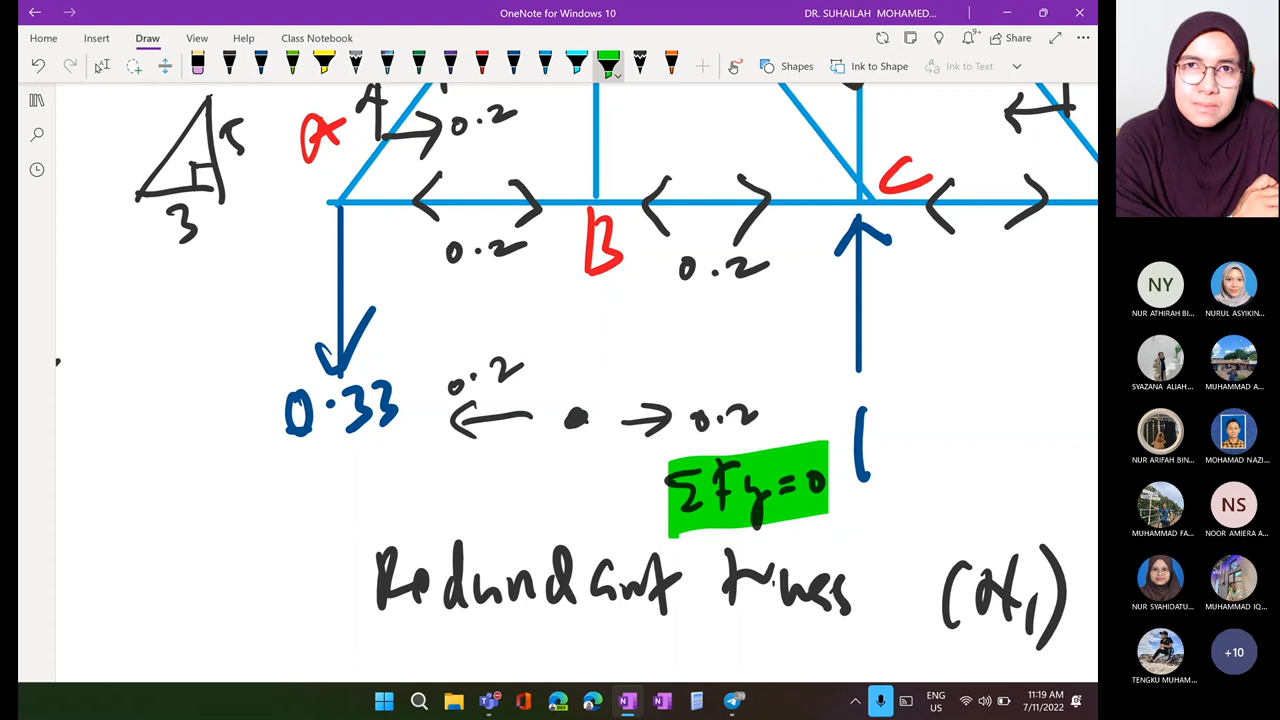 OneNote for Windows 10
DR. SUHAILAH MOHAMED...
Home Insert Draw View Help Class Notebook
Share
Shapes
Ink to Shape
Ink to Text
A
0.2
5
3
A
0.2
B
0.2
C
0.33
0.2
0.2
1
ΣFy=0
Redundant truss (α1)
NY
NUR ATHIRAH BI...
NURUL ASYIKIN...
SYAZANA ALIAH...
MUHAMMAD A...
NUR ARIFAH BIN...
MOHAMAD NAZI...
MUHAMMAD FA...
NS
NOOR AMIERA A...
NUR SYAHIDATU...
MUHAMMAD IQ...
TENGKU MUHAM...
+10
ENG
US
11:19 AM
7/11/2022